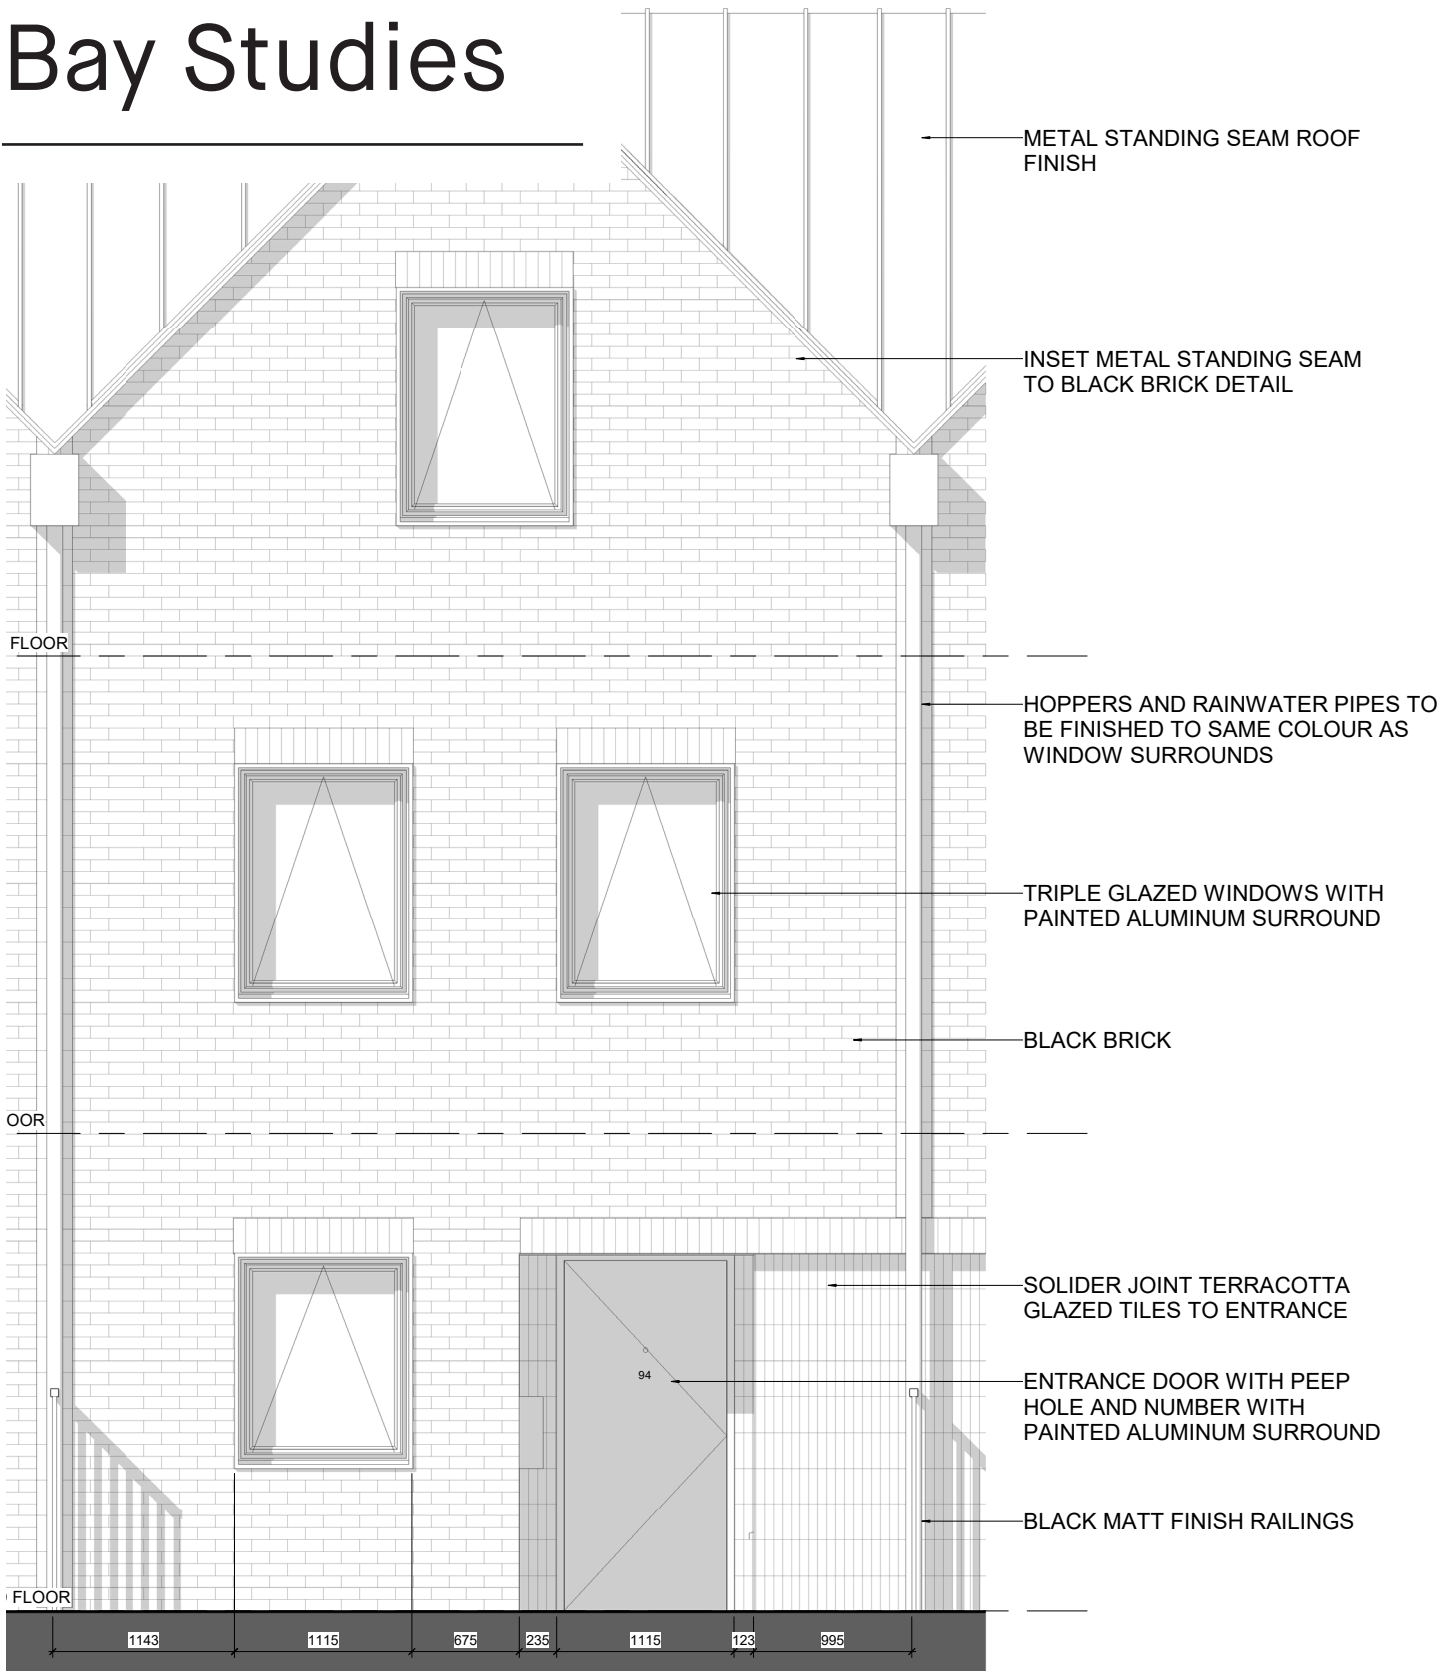 Bay Studies
METAL STANDING SEAM ROOF
FINISH
INSET METAL STANDING SEAM
TO BLACK BRICK DETAIL
FLOOR
HOPPERS AND RAINWATER PIPES TO
BE FINISHED TO SAME COLOUR AS
WINDOW SURROUNDS
TRIPLE GLAZED WINDOWS WITH
PAINTED ALUMINUM SURROUND
BLACK BRICK
OOR
SOLIDER JOINT TERRACOTTA
GLAZED TILES TO ENTRANCE
94
ENTRANCE DOOR WITH PEEP
HOLE AND NUMBER WITH
PAINTED ALUMINUM SURROUND
BLACK MATT FINISH RAILINGS
FLOOR
1143 1115 675 235 1115 123 995